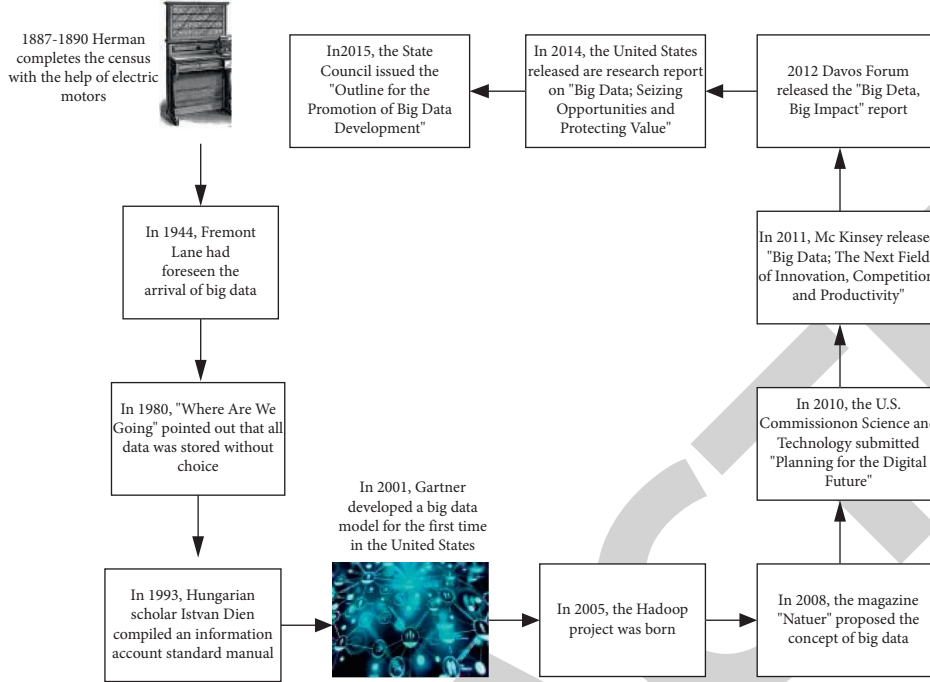 1887-1890 Herman
completes the census
with the help of electric
motors
In 1944, Fremont
Lane had
foreseen the
arrival of big data
In 1980, "Where Are We
Going" pointed out that all
data was stored without
choice
In 1993, Hungarian
scholar Istvan Dien
compiled an information
account standard manual
In 2001, Gartner
developed a big data
model for the first time
in the United States
In 2005, the Hadoop
project was born
In 2008, the magazine
"Natuer" proposed the
concept of big data
In 2010, the U.S.
Commissionon Science and
Technology submitted
"Planning for the Digital
Future"
In 2011, Mc Kinsey released
"Big Data; The Next Field
of Innovation, Competition
and Productivity"
2012 Davos Forum
released the "Big Deta,
Big Impact" report
In 2014, the United States
released are research report
on "Big Data; Seizing
Opportunities and
Protecting Value"
In2015, the State
Council issued the
"Outline for the
Promotion of Big Data
Development"